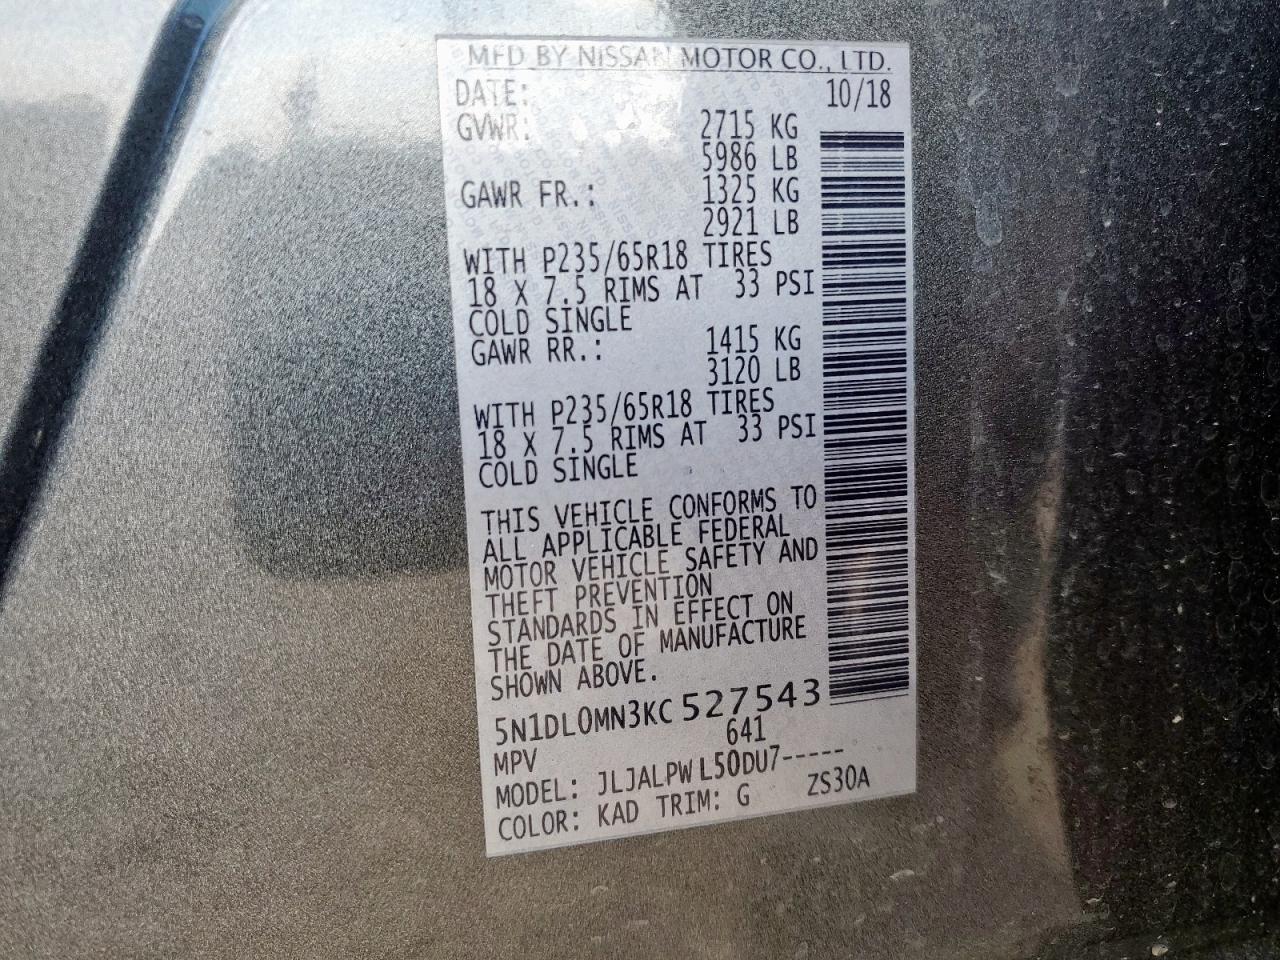 MFD BY NISSAN MOTOR CO., LTD.
DATE: 10/18
GVWR: 2715 KG
5986 LB
GAWR FR.: 1325 KG
2921 LB
WITH P235/65R18 TIRES
18 X 7.5 RIMS AT 33 PSI
COLD SINGLE
GAWR RR.: 1415 KG
3120 LB
WITH P235/65R18 TIRES
18 X 7.5 RIMS AT 33 PSI
COLD SINGLE
THIS VEHICLE CONFORMS TO
ALL APPLICABLE FEDERAL
MOTOR VEHICLE SAFETY AND
THEFT PREVENTION
STANDARDS IN EFFECT ON
THE DATE OF MANUFACTURE
SHOWN ABOVE.
5N1DL0MN3KC527543
MPV 641
MODEL: JLJALPW L50DU7-----
COLOR: KAD TRIM: G ZS30A